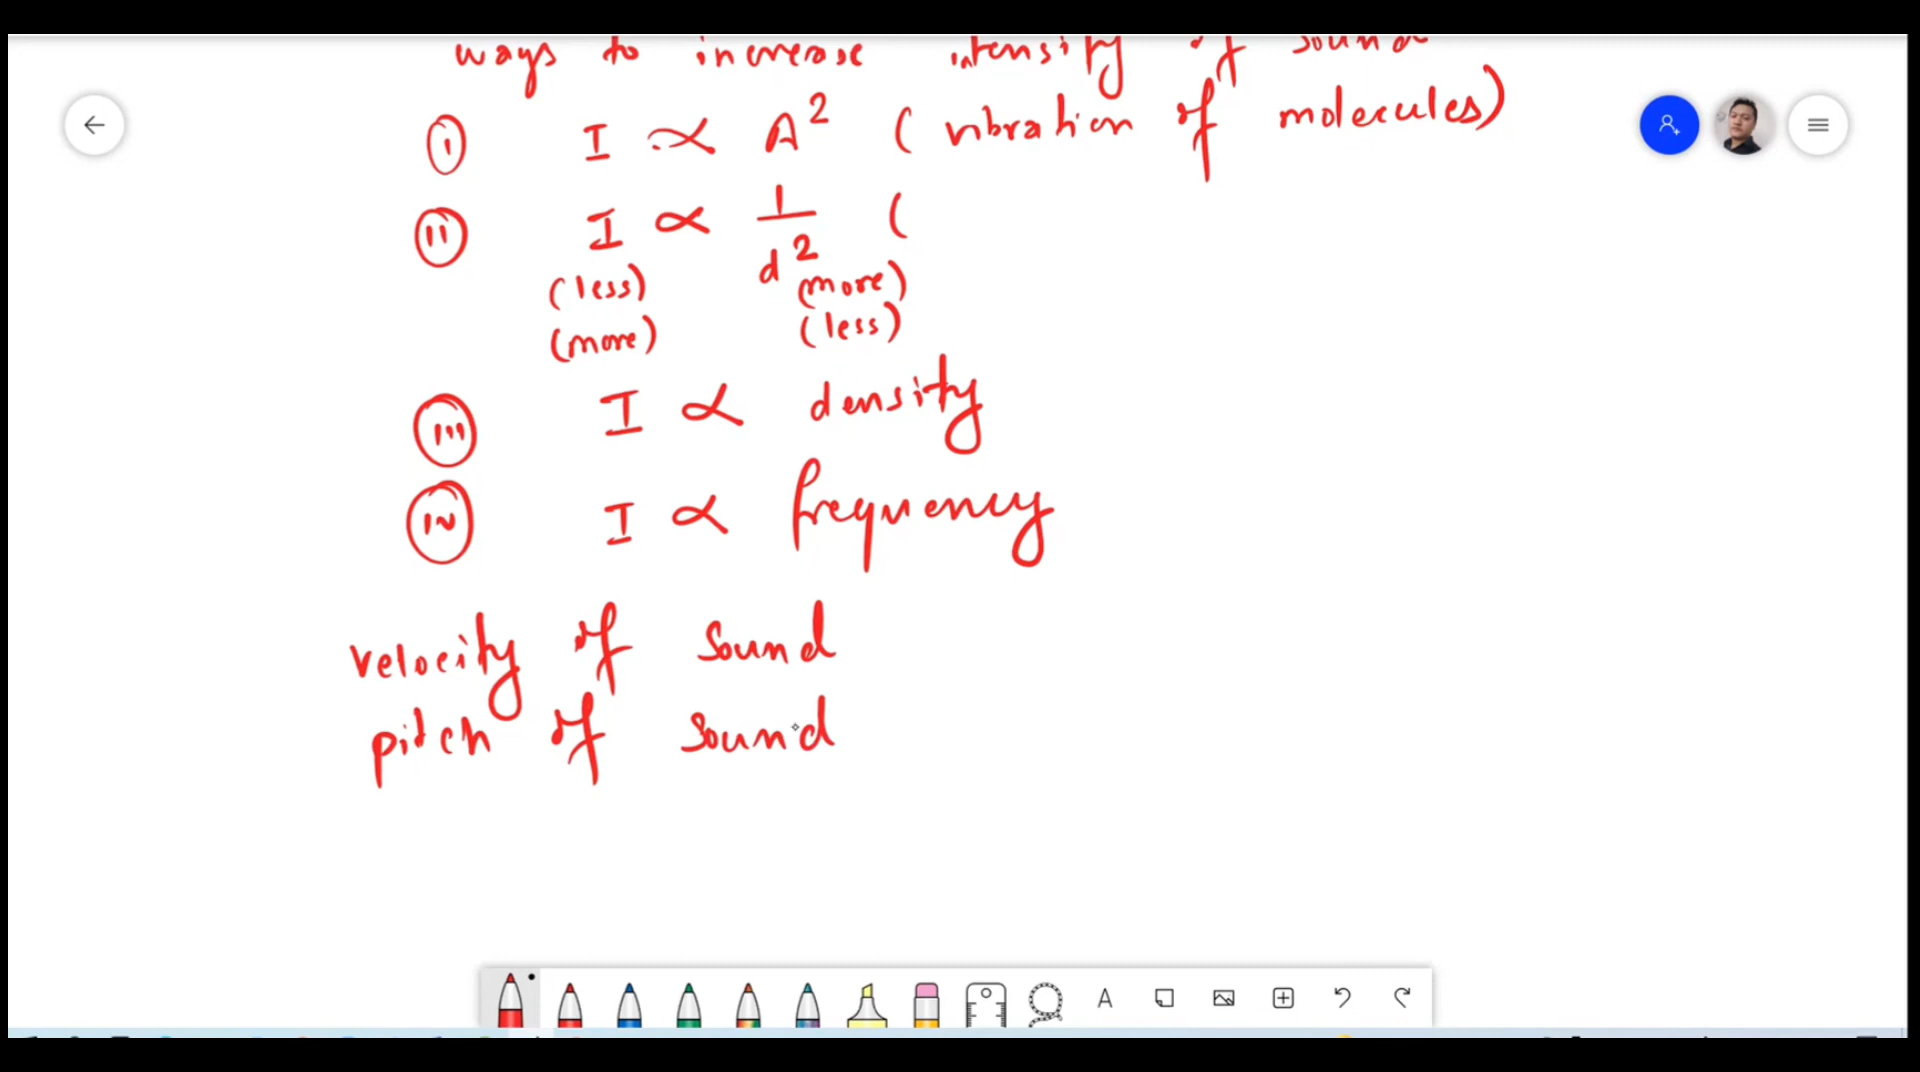 ways to increase intensity of sound
(i) I ∝ A² (vibration of molecules)
(ii) I ∝ 1/d² (
(less) (more)
(more) (less)
(iii) I ∝ density
(iv) I ∝ frequency
velocity of sound
pitch of sound
A